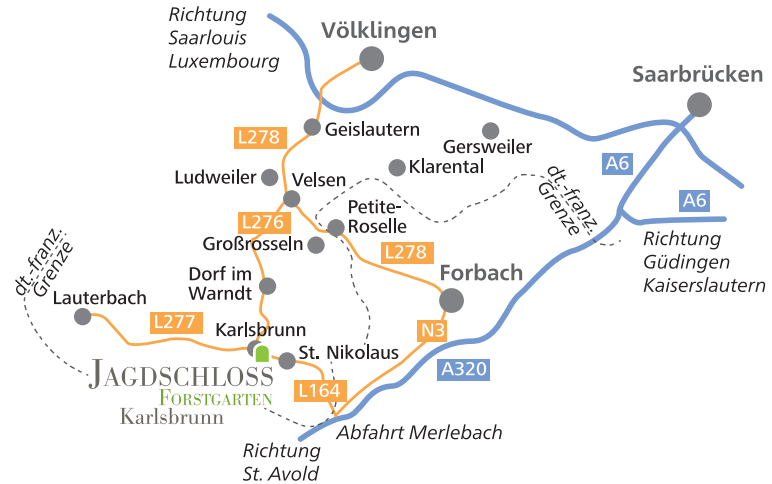 Richtung
Saarlouis
Luxembourg
Völklingen
Saarbrücken
Geislautern
L278
Gersweiler
Klarental
A6
Ludweiler
Velsen
dt.-franz.
Grenze
A6
Petite-
Roselle
L276
Großrosseln
L278
Richtung
Güdingen
Kaiserslautern
dt.-franz.
Grenze
Dorf im
Warndt
Forbach
Lauterbach
L277
Karlsbrunn
N3
St. Nikolaus
A320
JAGDSCHLOSS
FORSTGARTEN
Karlsbrunn
L164
Abfahrt Merlebach
Richtung
St. Avold